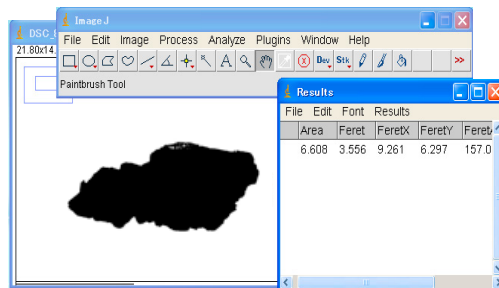 ImageJ
File Edit Image Process Analyze Plugins Window Help
A Dev Stk >>
Paintbrush Tool
DSC_
21.80x14.
Results
File Edit Font Results
Area Feret FeretX FeretY Feret
6.608 3.556 9.261 6.297 157.0